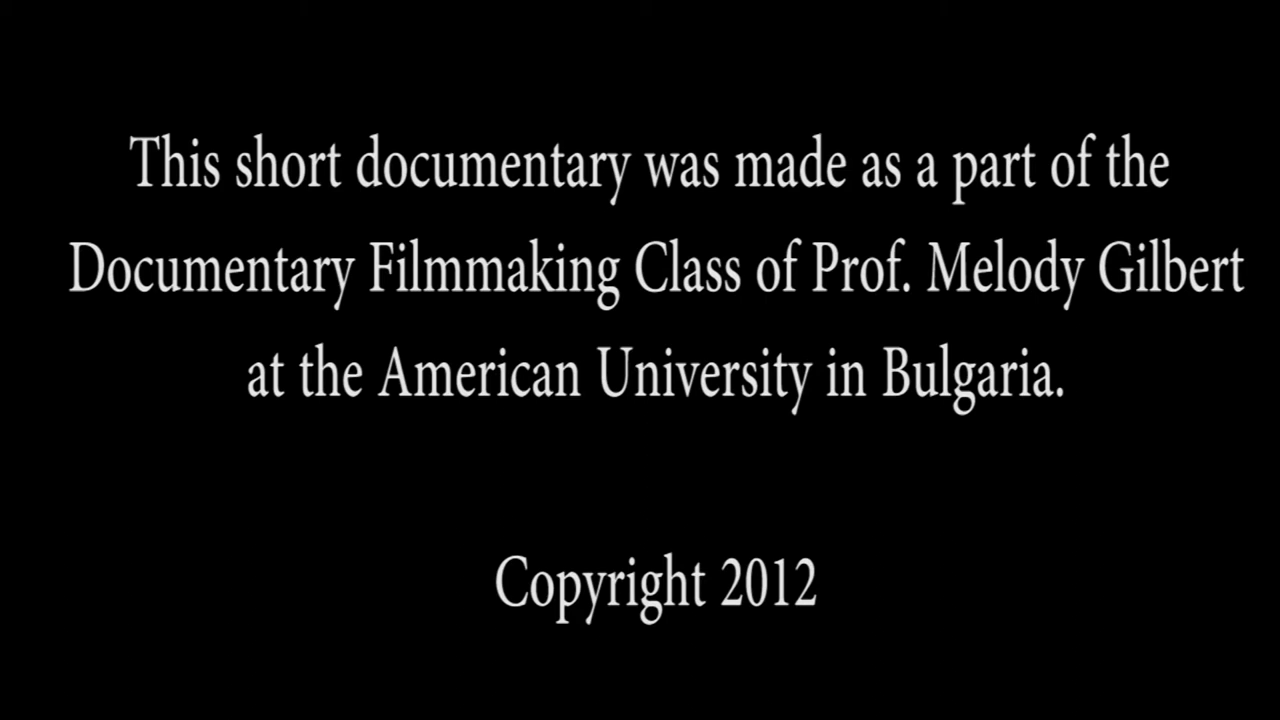 This short documentary was made as a part of the
Documentary Filmmaking Class of Prof. Melody Gilbert
at the American University in Bulgaria.
Copyright 2012